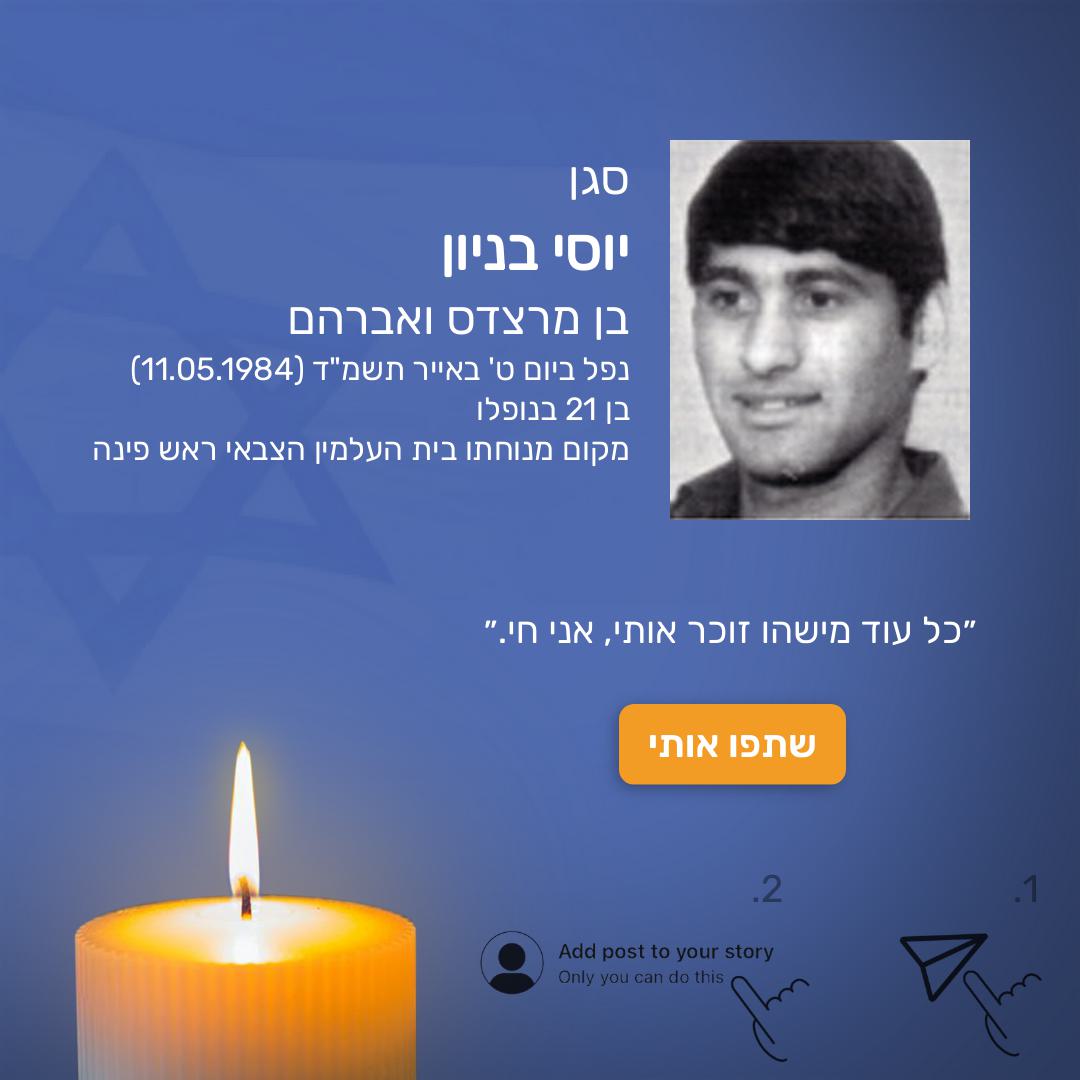 סגן
יוסי בניון
בן מרצדס ואברהם
נפל ביום ט' באייר תשמ"ד (11.05.1984)
בן 21 בנופלו
מקום מנוחתו בית העלמין הצבאי ראש פינה
״כל עוד מישהו זוכר אותי, אני חי.״
שתפו אותי
1.
2.
Add post to your story
Only you can do this